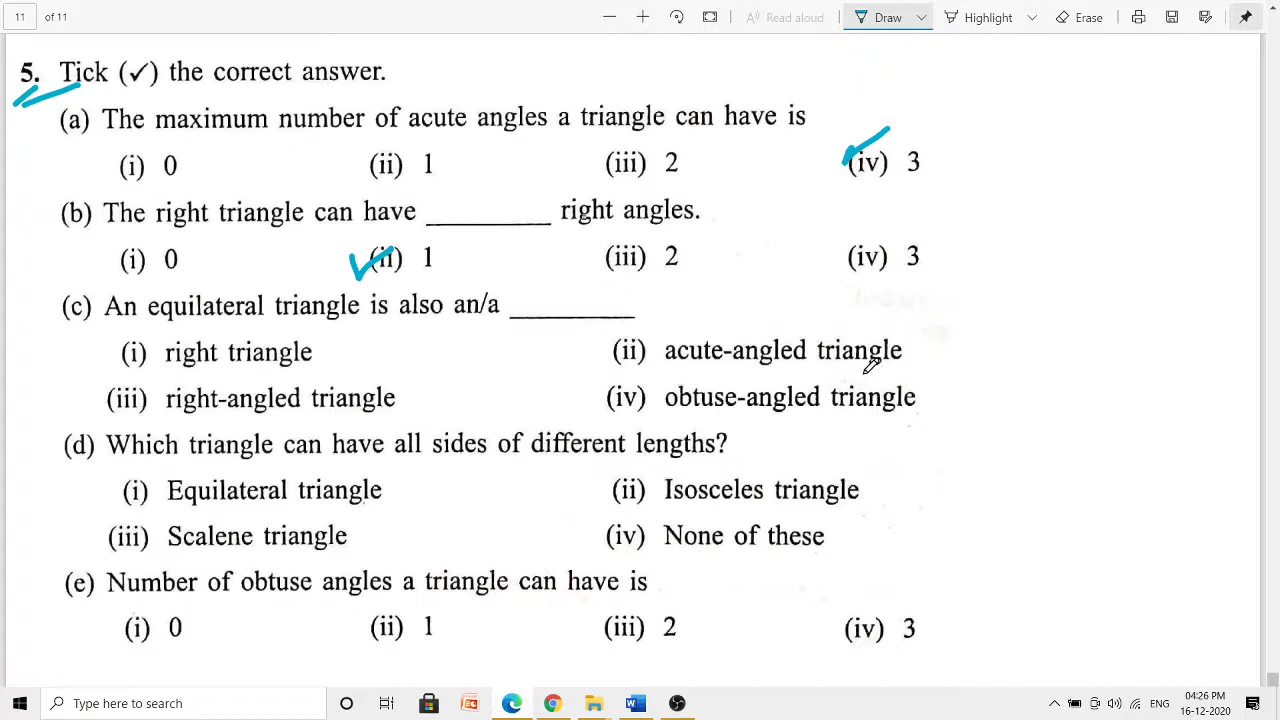 11 of 11 Read aloud Draw Highlight Erase
5. Tick (✓) the correct answer.
(a) The maximum number of acute angles a triangle can have is
(i) 0 (ii) 1 (iii) 2 (iv) 3
(b) The right triangle can have __________ right angles.
(i) 0 (ii) 1 (iii) 2 (iv) 3
(c) An equilateral triangle is also an/a __________
(i) right triangle (ii) acute-angled triangle
(iii) right-angled triangle (iv) obtuse-angled triangle
(d) Which triangle can have all sides of different lengths?
(i) Equilateral triangle (ii) Isosceles triangle
(iii) Scalene triangle (iv) None of these
(e) Number of obtuse angles a triangle can have is
(i) 0 (ii) 1 (iii) 2 (iv) 3
Type here to search ENG 04:26 PM
16-12-2020